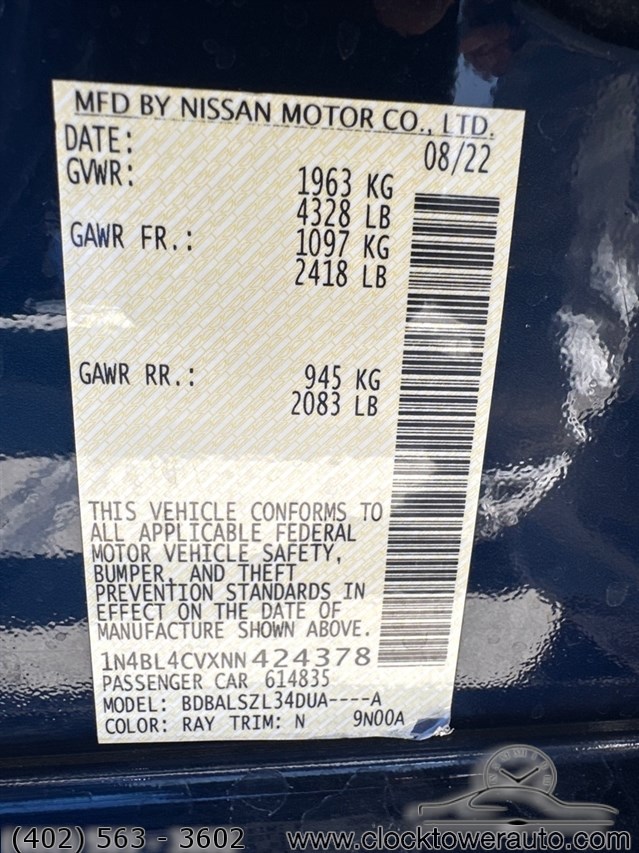 MFD BY NISSAN MOTOR CO., LTD.
DATE: 08/22
GVWR: 1963 KG
4328 LB
GAWR FR.: 1097 KG
2418 LB
GAWR RR.: 945 KG
2083 LB
THIS VEHICLE CONFORMS TO
ALL APPLICABLE FEDERAL
MOTOR VEHICLE SAFETY,
BUMPER, AND THEFT
PREVENTION STANDARDS IN
EFFECT ON THE DATE OF
MANUFACTURE SHOWN ABOVE.
1N4BL4CVXNN424378
PASSENGER CAR 614835
MODEL: BDBALSZL34DUA----A
COLOR: RAY TRIM: N 9N00A
(402) 563 - 3602 www.clocktowerauto.com